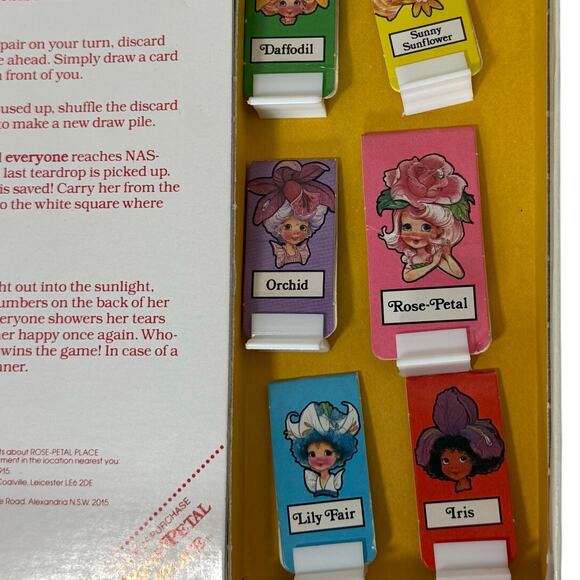 pair on your turn, discard
ahead. Simply draw a card
front of you.
used up, shuffle the discard
to make a new draw pile.
everyone reaches NAS-
last teardrop is picked up.
is saved! Carry her from the
to the white square where
ht out into the sunlight,
umbers on the back of her
eryone showers her tears
her happy once again. Who-
wins the game! In case of a
nner.
ts about ROSE-PETAL PLACE
ment in the location nearest you:
915
Coalville, Leicester LE6 2DE
e Road, Alexandria N.S.W. 2015
PURCHASE
PETAL
Daffodil
Sunny
Sunflower
Orchid
Rose-Petal
Lily Fair
Iris